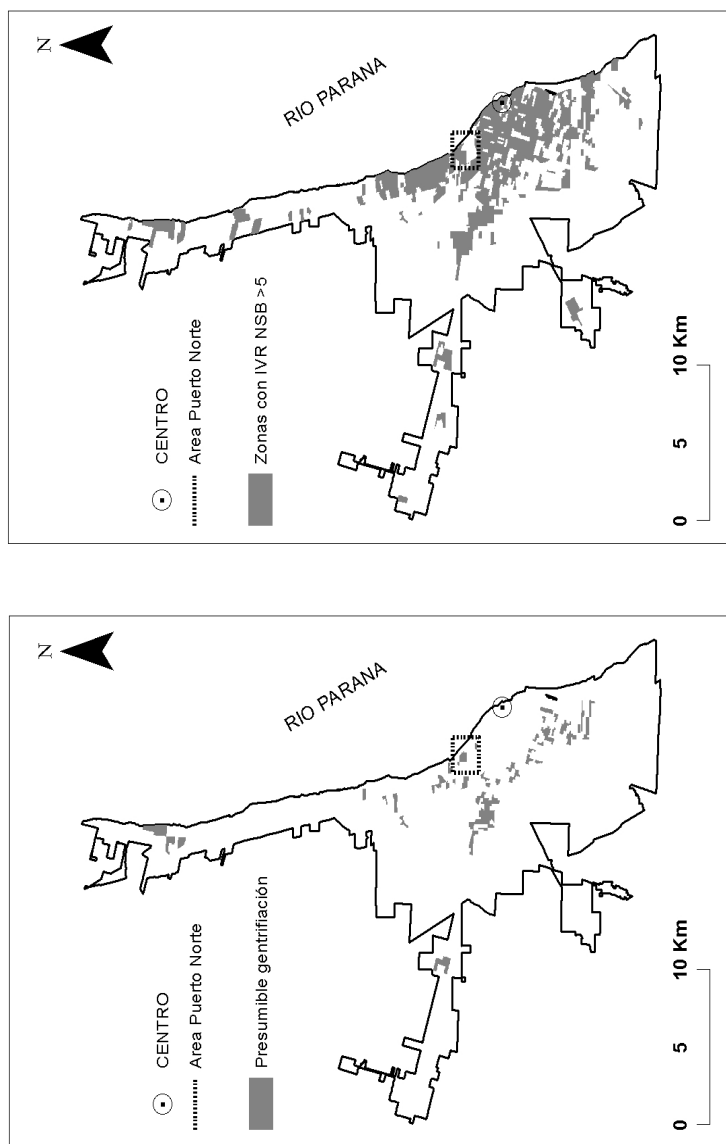 N
RIO PARANA
CENTRO
Area Puerto Norte
Zonas con IVR NSB >5
0 5 10 Km
N
RIO PARANA
CENTRO
Area Puerto Norte
Presumible gentrifiación
0 5 10 Km